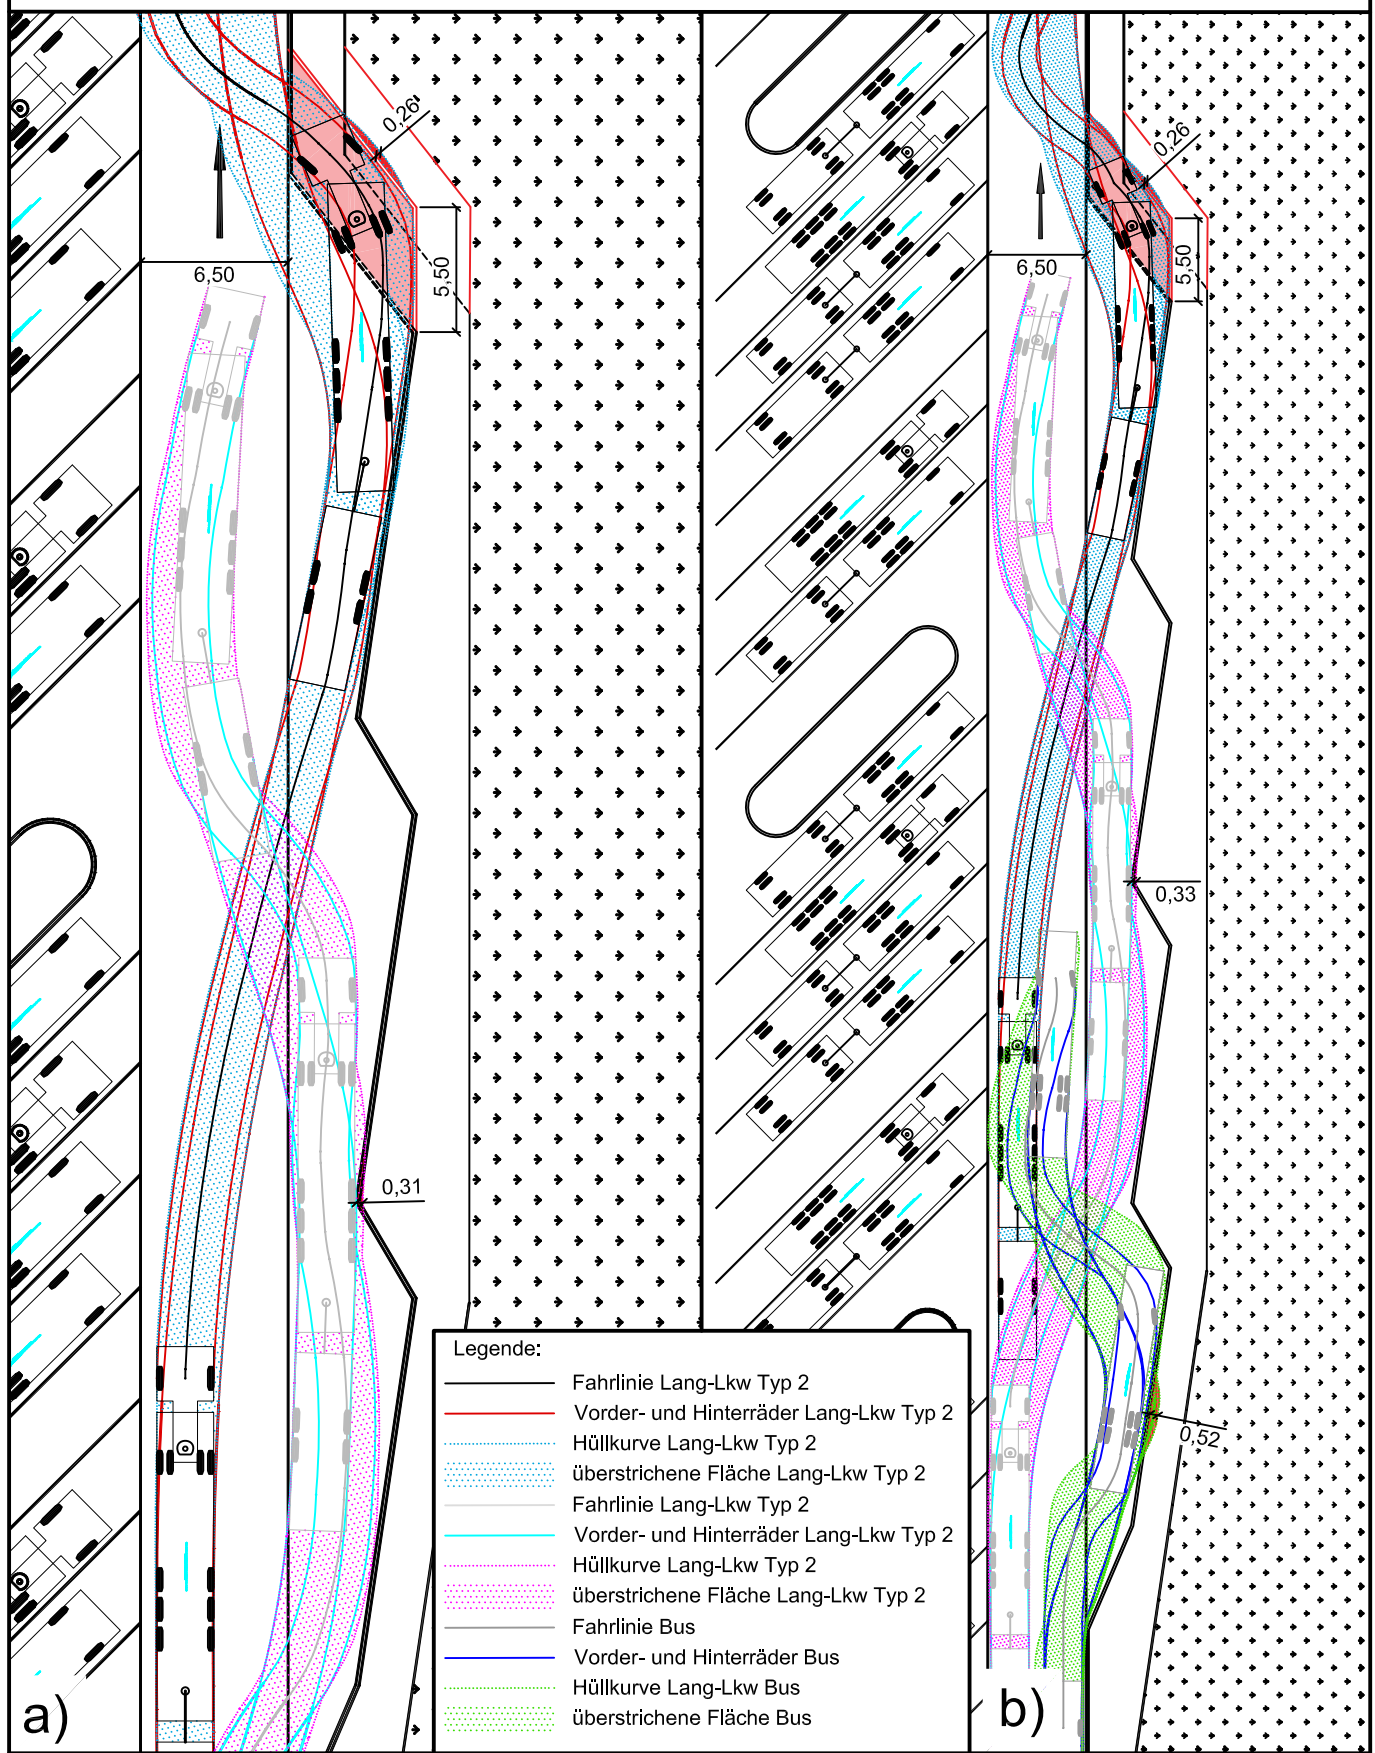 0,26
6,50
5,50
0,31
a)
0,26
6,50
5,50
0,33
0,52
b)
Legende:
Fahrlinie Lang-Lkw Typ 2
Vorder- und Hinterräder Lang-Lkw Typ 2
Hüllkurve Lang-Lkw Typ 2
überstrichene Fläche Lang-Lkw Typ 2
Fahrlinie Lang-Lkw Typ 2
Vorder- und Hinterräder Lang-Lkw Typ 2
Hüllkurve Lang-Lkw Typ 2
überstrichene Fläche Lang-Lkw Typ 2
Fahrlinie Bus
Vorder- und Hinterräder Bus
Hüllkurve Lang-Lkw Bus
überstrichene Fläche Bus